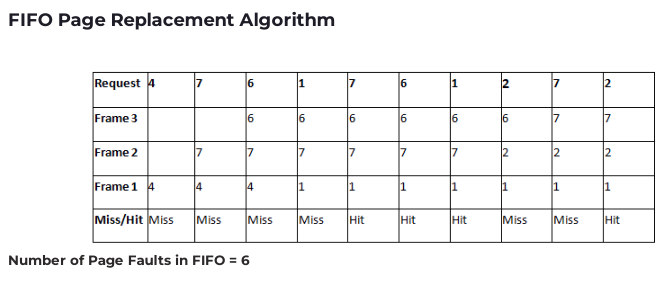 FIFO Page Replacement Algorithm
Request 4 7 6 1 7 6 1 2 7 2
Frame 3 6 6 6 6 6 6 7 7
Frame 2 7 7 7 7 7 7 2 2 2
Frame 1 4 4 4 1 1 1 1 1 1 1
Miss/Hit Miss Miss Miss Miss Hit Hit Hit Miss Miss Hit
Number of Page Faults in FIFO = 6